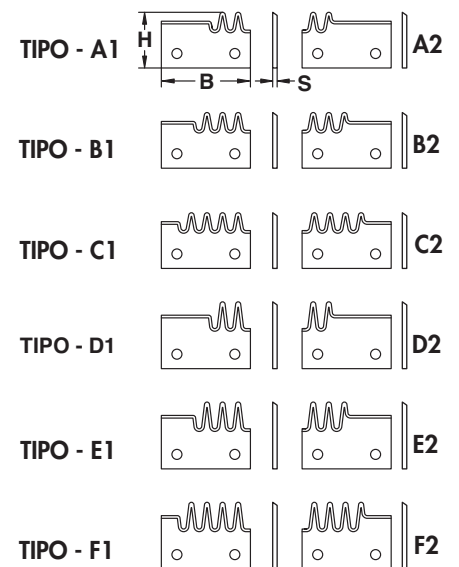 TIPO - A1 H B S A2
TIPO - B1 B2
TIPO - C1 C2
TIPO - D1 D2
TIPO - E1 E2
TIPO - F1 F2